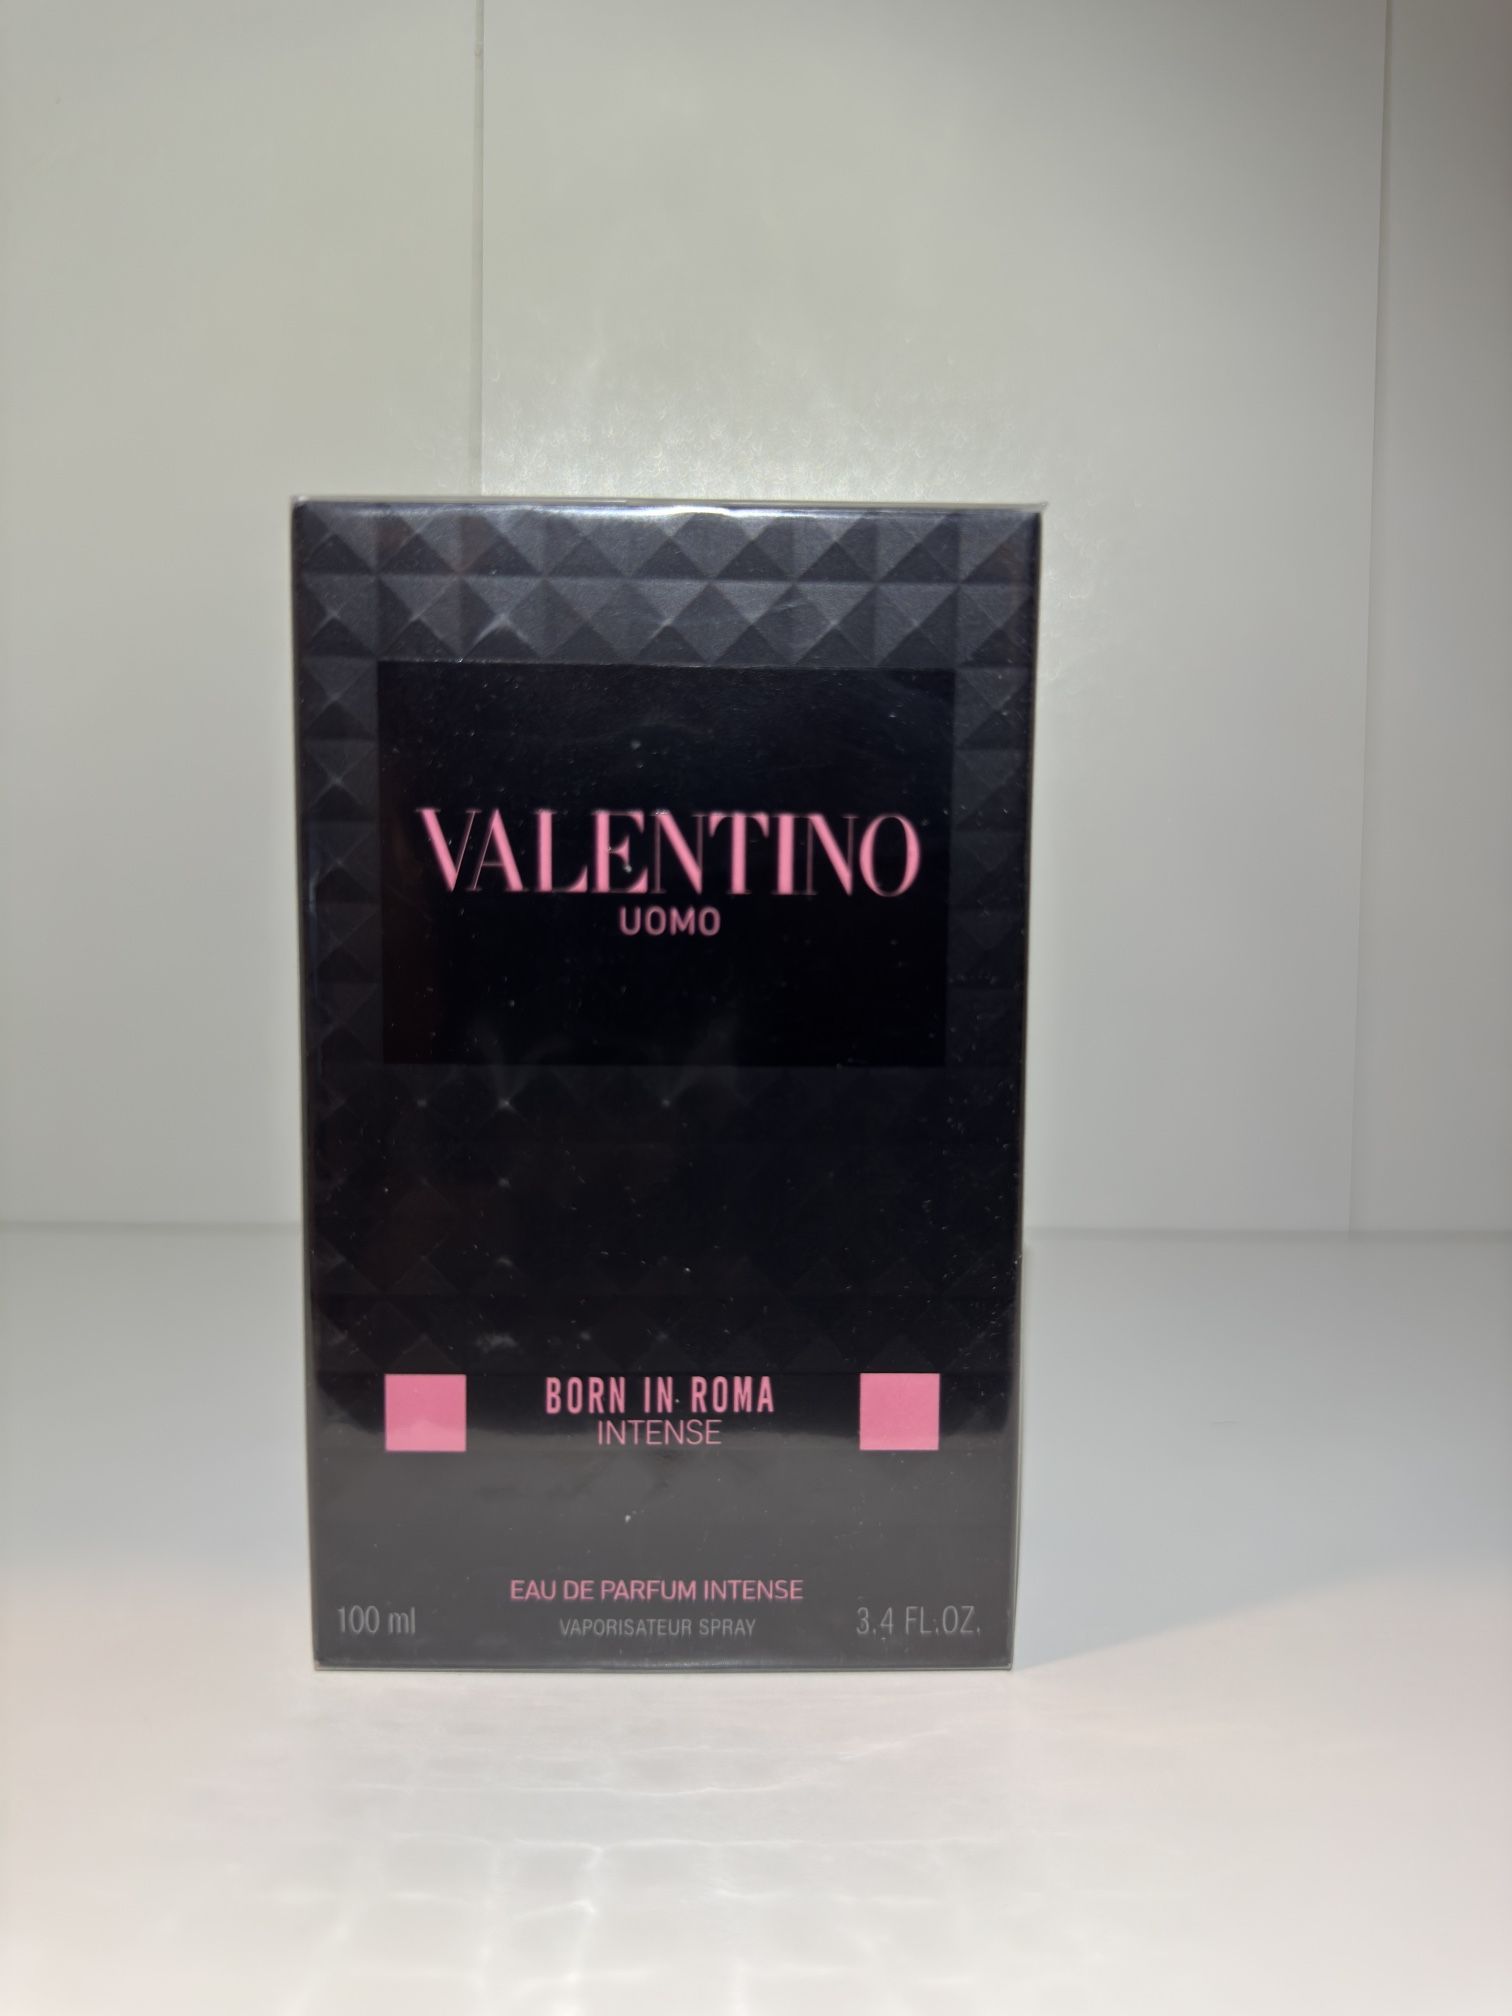 VALENTINO
UOMO
BORN IN ROMA
INTENSE
EAU DE PARFUM INTENSE
100 ml VAPORISATEUR SPRAY 3.4 FL.OZ.